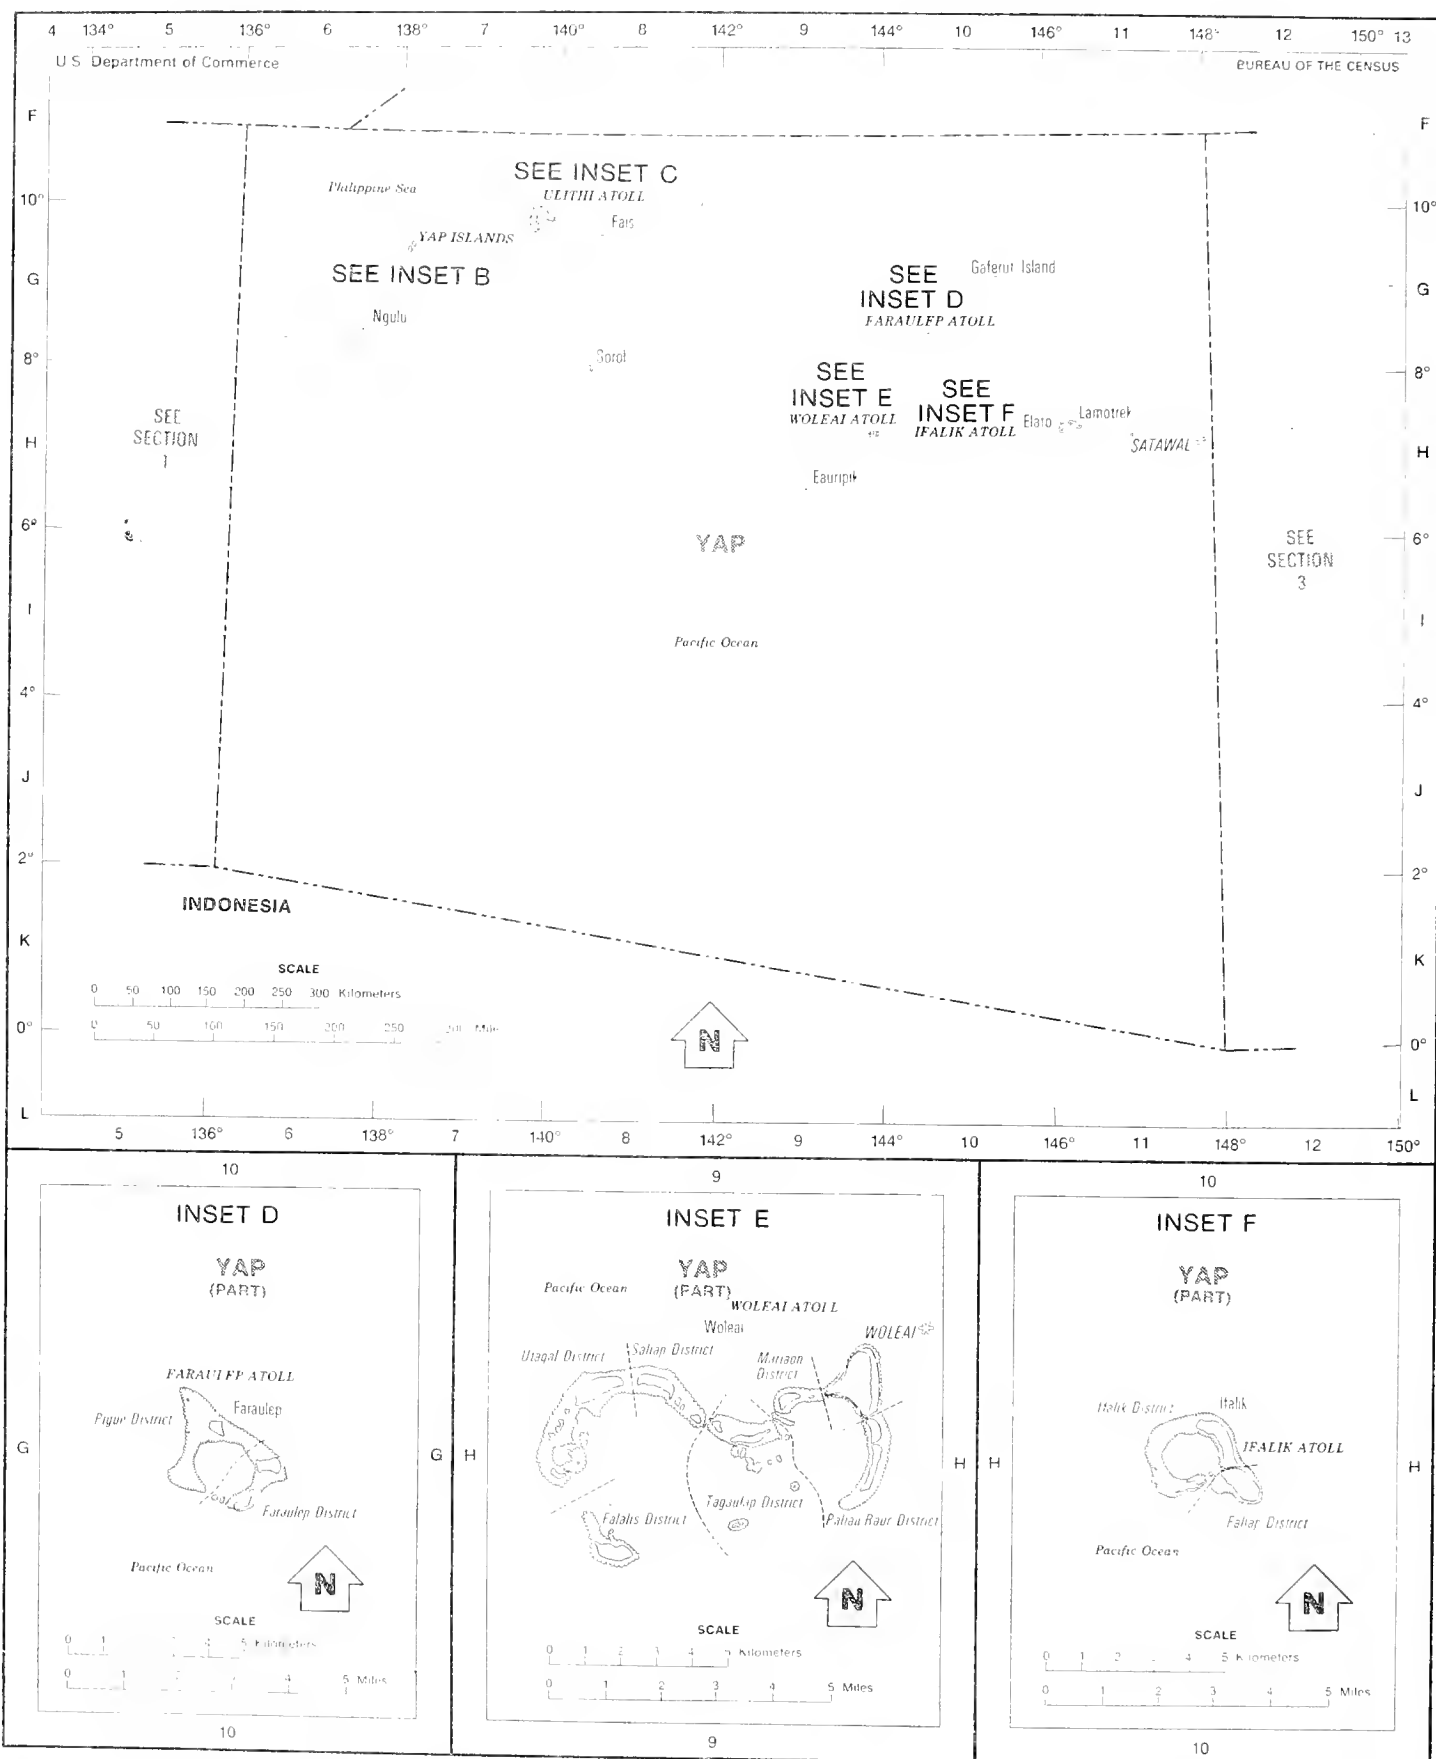 4 134° 5 136° 6 138° 7 140° 8 142° 9 144° 10 146° 11 148° 12 150° 13
U.S. Department of Commerce
BUREAU OF THE CENSUS
F
F
SEE INSET C
Philippine Sea
ULITHI ATOLL
10°
10°
Fais
YAP ISLANDS
G
SEE INSET B
SEE
INSET D
Gaferut Island
G
FARAULEP ATOLL
Ngulu
8°
Sorol
8°
SEE
INSET E
WOLEAI ATOLL
SEE
INSET F
IFALIK ATOLL
Elato
Lamotrek
SATAWAL
SEE
SECTION
1
H
H
Eauripik
6°
YAP
6°
SEE
SECTION
3
I
I
Pacific Ocean
4°
4°
J
J
2°
2°
INDONESIA
K
K
SCALE
0 50 100 150 200 250 300 Kilometers
0 50 100 150 200 250
0°
N
0°
L
L
5 136° 6 138° 7 140° 8 142° 9 144° 10 146° 11 148° 12 150°
10
INSET D
YAP
(PART)
FARAULEP ATOLL
Faraulep
Pigue District
G
G
Faraulep District
Pacific Ocean
N
SCALE
0 1 4 5 Kilometers
0 1 4 5 Miles
10
9
INSET E
YAP
(PART)
Pacific Ocean
WOLEAI ATOLL
Woleai
WOLEAI
Utagal District
Saliap District
Mariaon
District
H
H
Tagaulap District
Falalis District
Paliau Raur District
N
SCALE
0 1 2 3 4 5 Kilometers
0 1 2 3 4 5 Miles
9
10
INSET F
YAP
(PART)
Ifalik District
Ifalik
IFALIK ATOLL
H
H
Faliap District
Pacific Ocean
N
SCALE
0 1 2 3 4 5 Kilometers
0 1 2 3 4 5 Miles
10